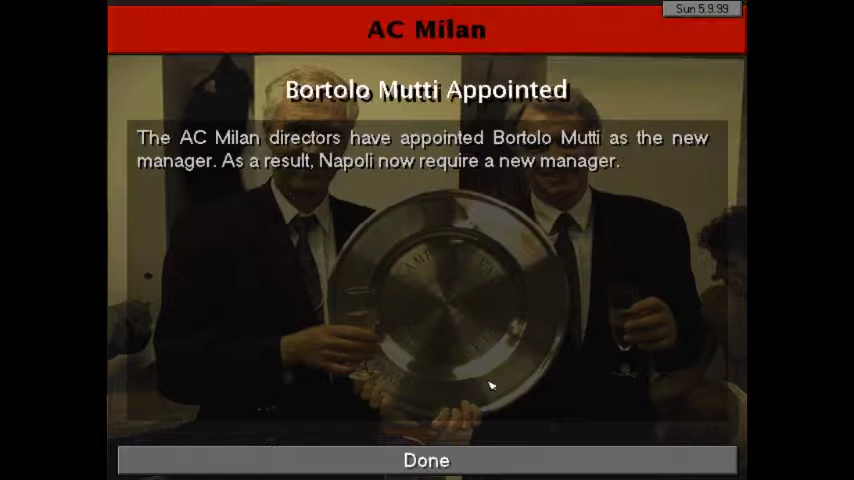 Sun 5.9.99
AC Milan
Bortolo Mutti Appointed
The AC Milan directors have appointed Bortolo Mutti as the new
manager. As a result, Napoli now require a new manager.
Done